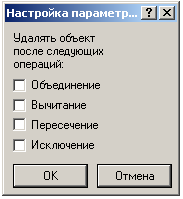 Настройка параметр...
Удалять объект
после следующих
операций:
Объединение
Вычитание
Пересечение
Исключение
OK
Отмена